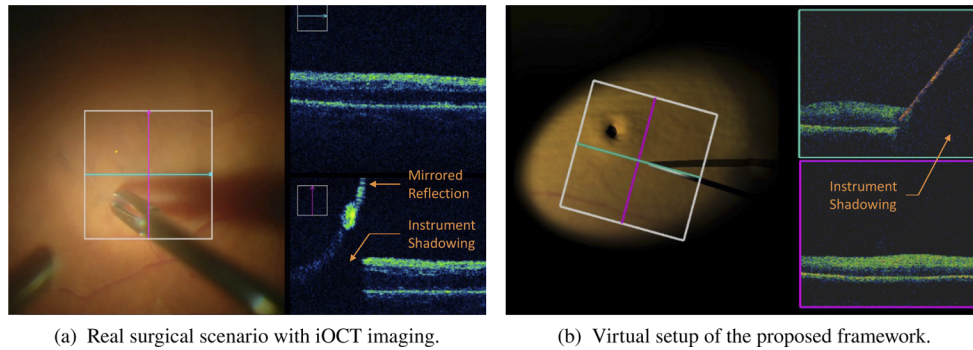 Mirrored
Reflection
Instrument
Shadowing
Instrument
Shadowing
(a) Real surgical scenario with iOCT imaging.
(b) Virtual setup of the proposed framework.